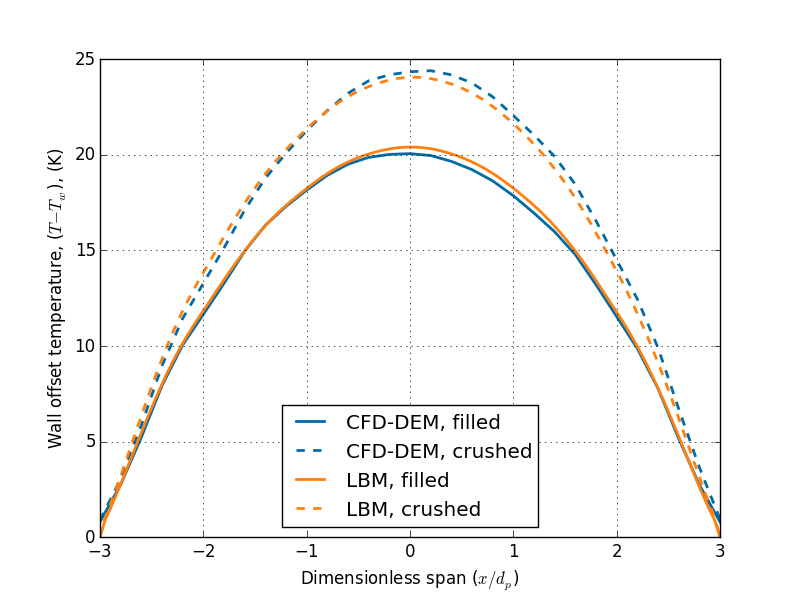 25
20
15
10
5
0
Wall offset temperature, (T−T_w), (K)
CFD-DEM, filled
CFD-DEM, crushed
LBM, filled
LBM, crushed
−3 −2 −1 0 1 2 3
Dimensionless span (x/d_p)